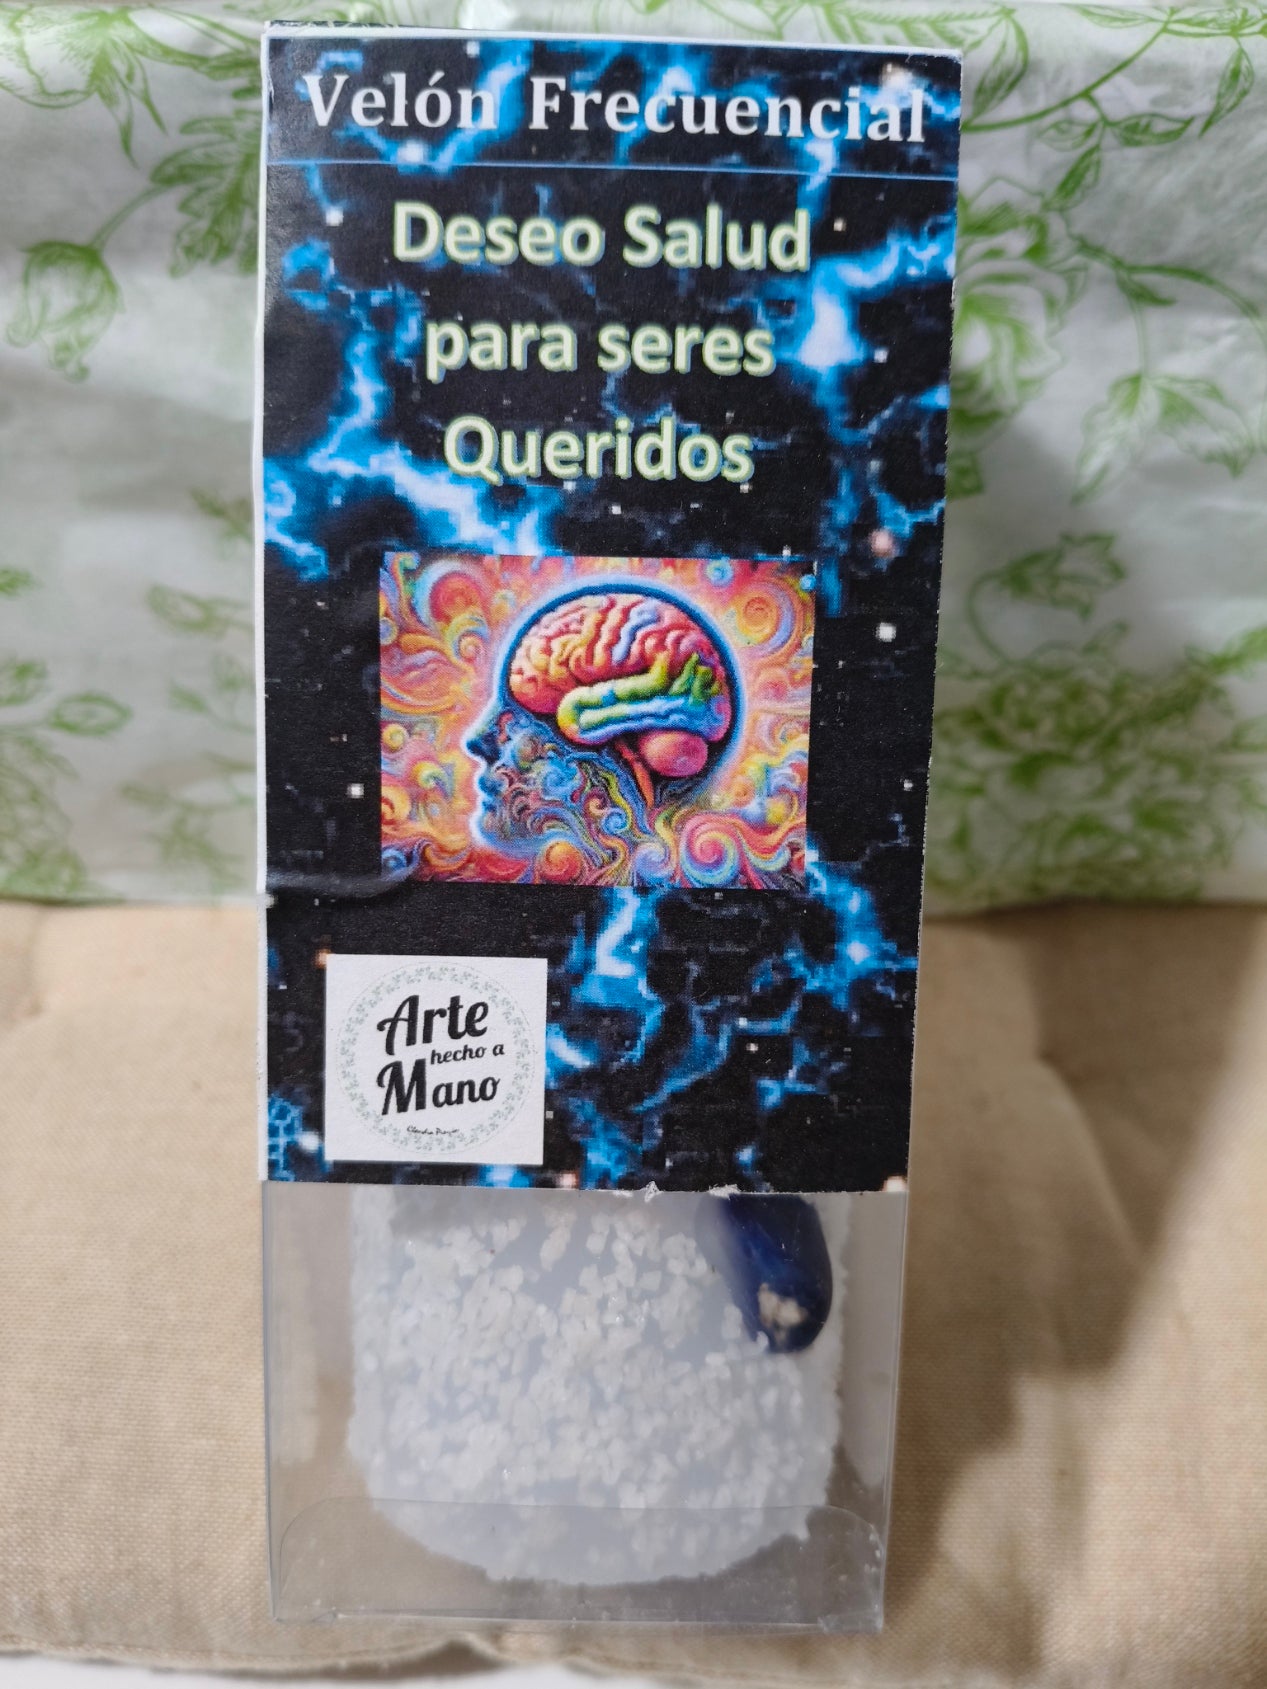 Velón Frecuencial
Deseo Salud
para seres
Queridos
Arte
hecho a
Mano